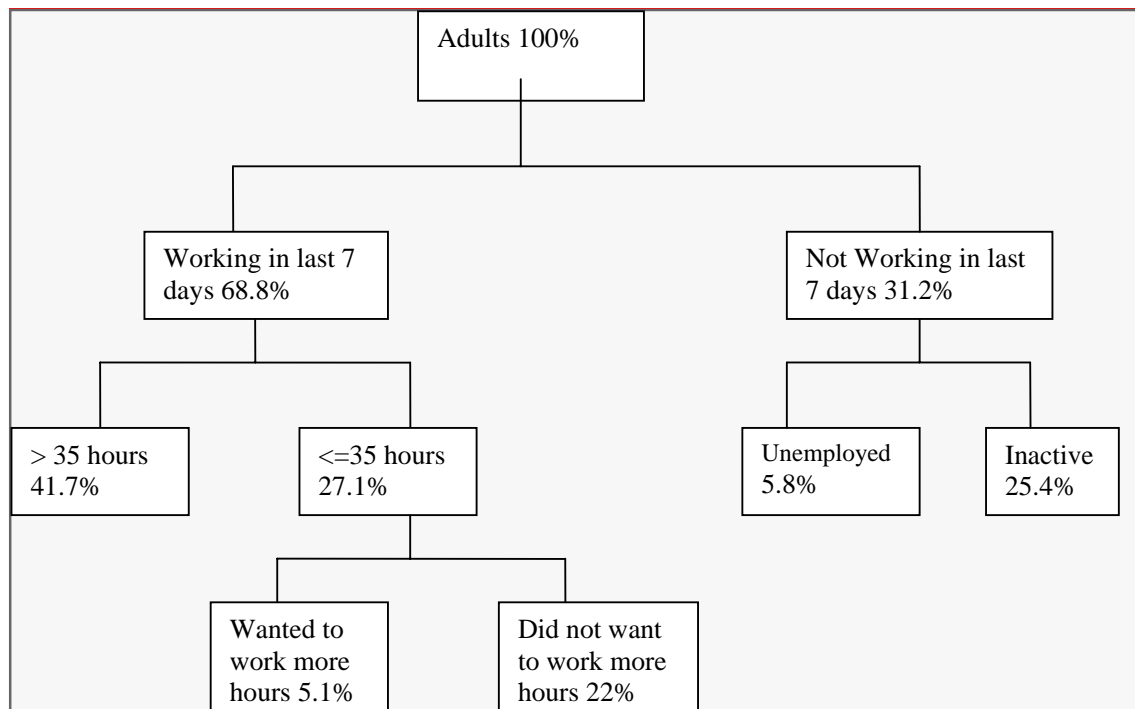 Adults 100%
Working in last 7
days 68.8%
Not Working in last
7 days 31.2%
> 35 hours
41.7%
<=35 hours
27.1%
Unemployed
5.8%
Inactive
25.4%
Wanted to
work more
hours 5.1%
Did not want
to work more
hours 22%